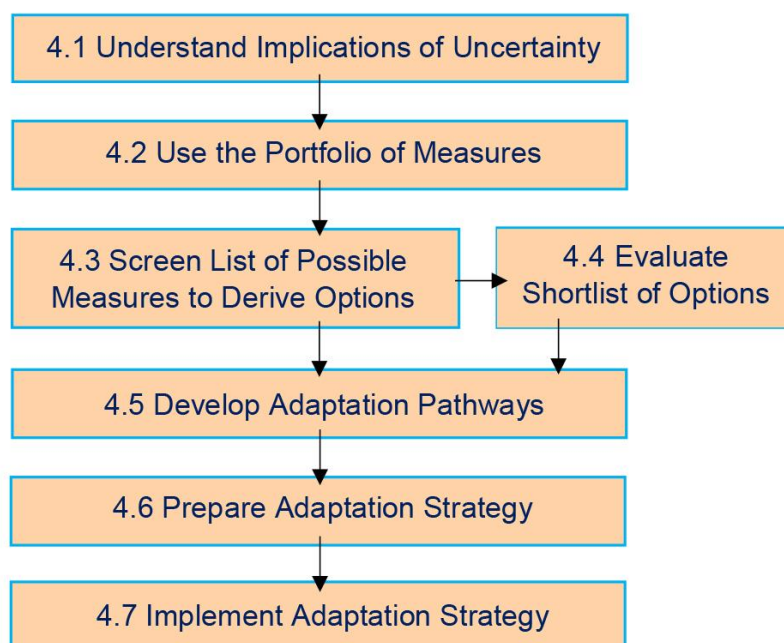 4.1 Understand Implications of Uncertainty
4.2 Use the Portfolio of Measures
4.3 Screen List of Possible
Measures to Derive Options
4.4 Evaluate
Shortlist of Options
4.5 Develop Adaptation Pathways
4.6 Prepare Adaptation Strategy
4.7 Implement Adaptation Strategy